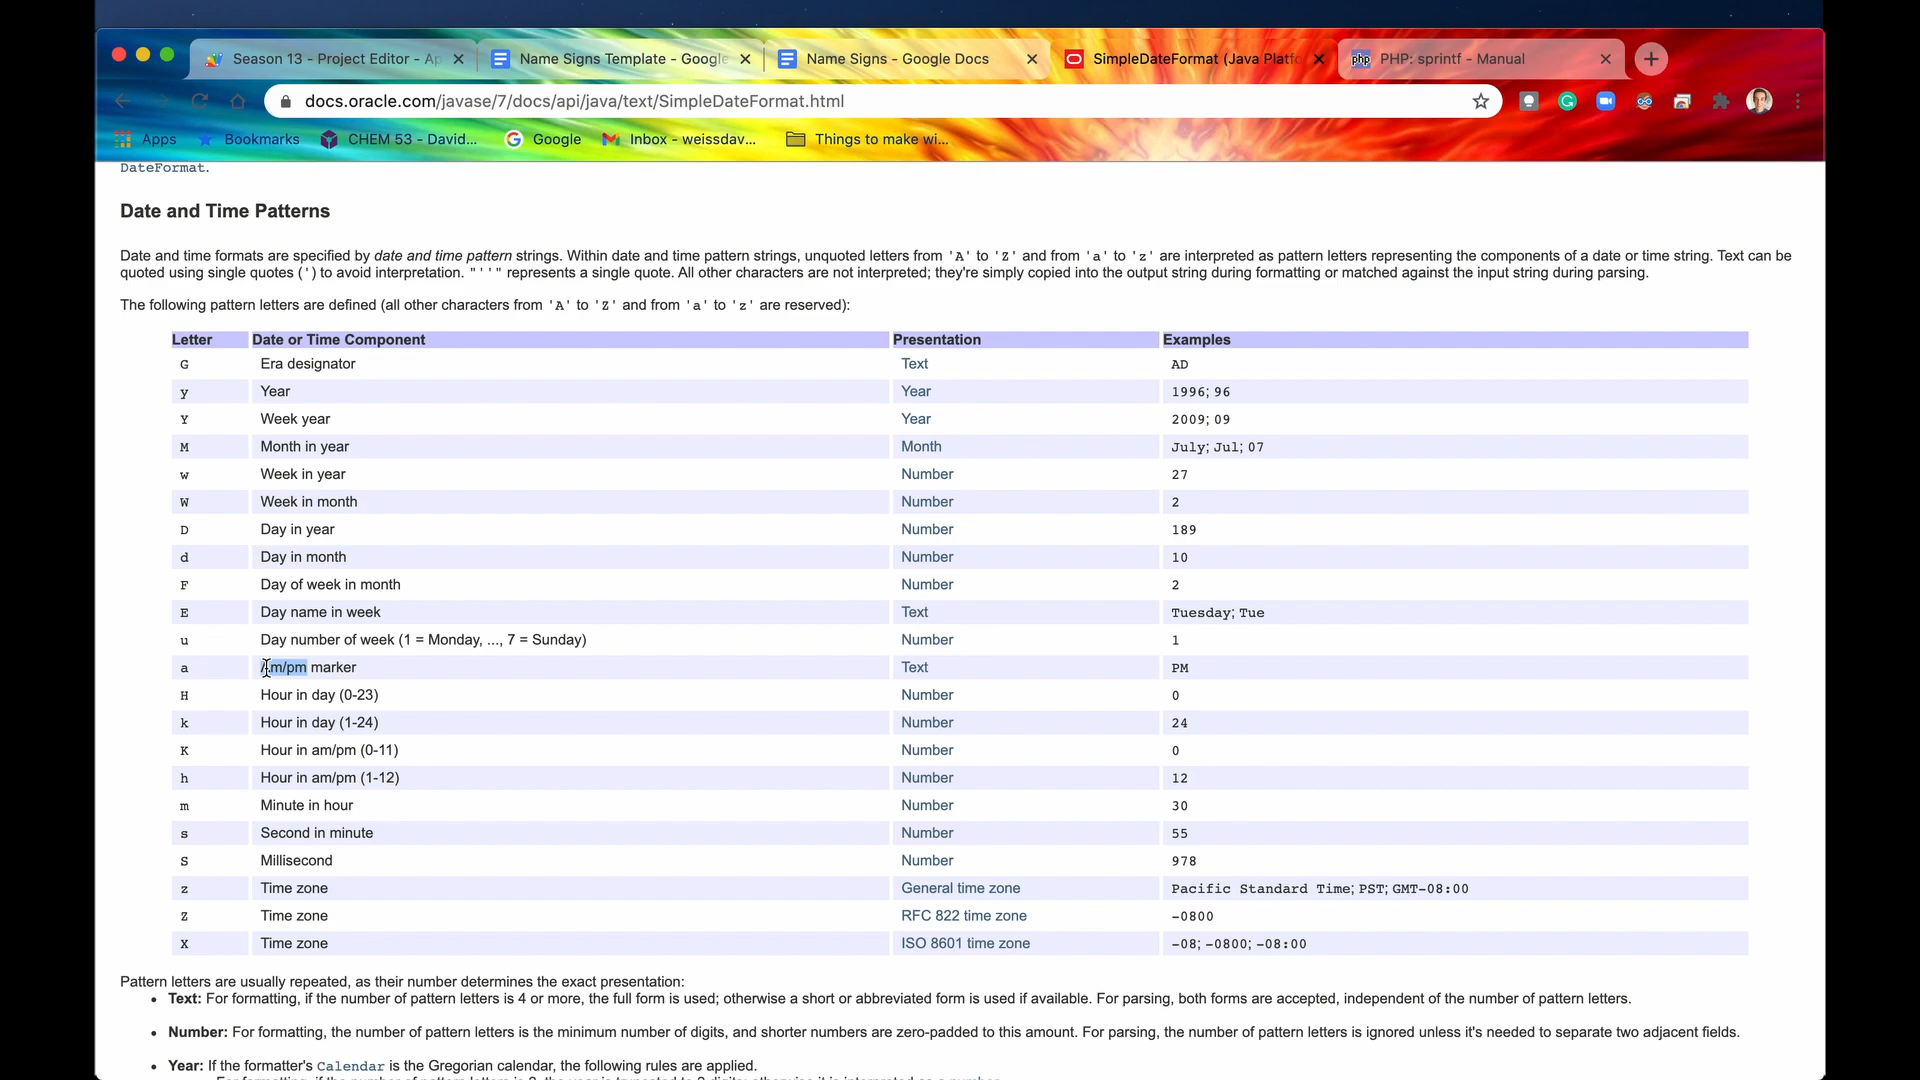 Season 13 - Project Editor - Ap
Name Signs Template - Google
Name Signs - Google Docs
SimpleDateFormat (Java Platfo
php PHP: sprintf - Manual
docs.oracle.com/javase/7/docs/api/java/text/SimpleDateFormat.html
Apps Bookmarks CHEM 53 - David... Google Inbox - weissdav... Things to make wi...
DateFormat.
Date and Time Patterns
Date and time formats are specified by date and time pattern strings. Within date and time pattern strings, unquoted letters from 'A' to 'Z' and from 'a' to 'z' are interpreted as pattern letters representing the components of a date or time string. Text can be
quoted using single quotes (') to avoid interpretation. "''" represents a single quote. All other characters are not interpreted; they're simply copied into the output string during formatting or matched against the input string during parsing.
The following pattern letters are defined (all other characters from 'A' to 'Z' and from 'a' to 'z' are reserved):
Letter Date or Time Component Presentation Examples
G Era designator Text AD
y Year Year 1996; 96
Y Week year Year 2009; 09
M Month in year Month July; Jul; 07
w Week in year Number 27
W Week in month Number 2
D Day in year Number 189
d Day in month Number 10
F Day of week in month Number 2
E Day name in week Text Tuesday; Tue
u Day number of week (1 = Monday, ..., 7 = Sunday) Number 1
a Am/pm marker Text PM
H Hour in day (0-23) Number 0
k Hour in day (1-24) Number 24
K Hour in am/pm (0-11) Number 0
h Hour in am/pm (1-12) Number 12
m Minute in hour Number 30
s Second in minute Number 55
S Millisecond Number 978
z Time zone General time zone Pacific Standard Time; PST; GMT-08:00
Z Time zone RFC 822 time zone -0800
X Time zone ISO 8601 time zone -08; -0800; -08:00
Pattern letters are usually repeated, as their number determines the exact presentation:
• Text: For formatting, if the number of pattern letters is 4 or more, the full form is used; otherwise a short or abbreviated form is used if available. For parsing, both forms are accepted, independent of the number of pattern letters.
• Number: For formatting, the number of pattern letters is the minimum number of digits, and shorter numbers are zero-padded to this amount. For parsing, the number of pattern letters is ignored unless it's needed to separate two adjacent fields.
• Year: If the formatter's Calendar is the Gregorian calendar, the following rules are applied.